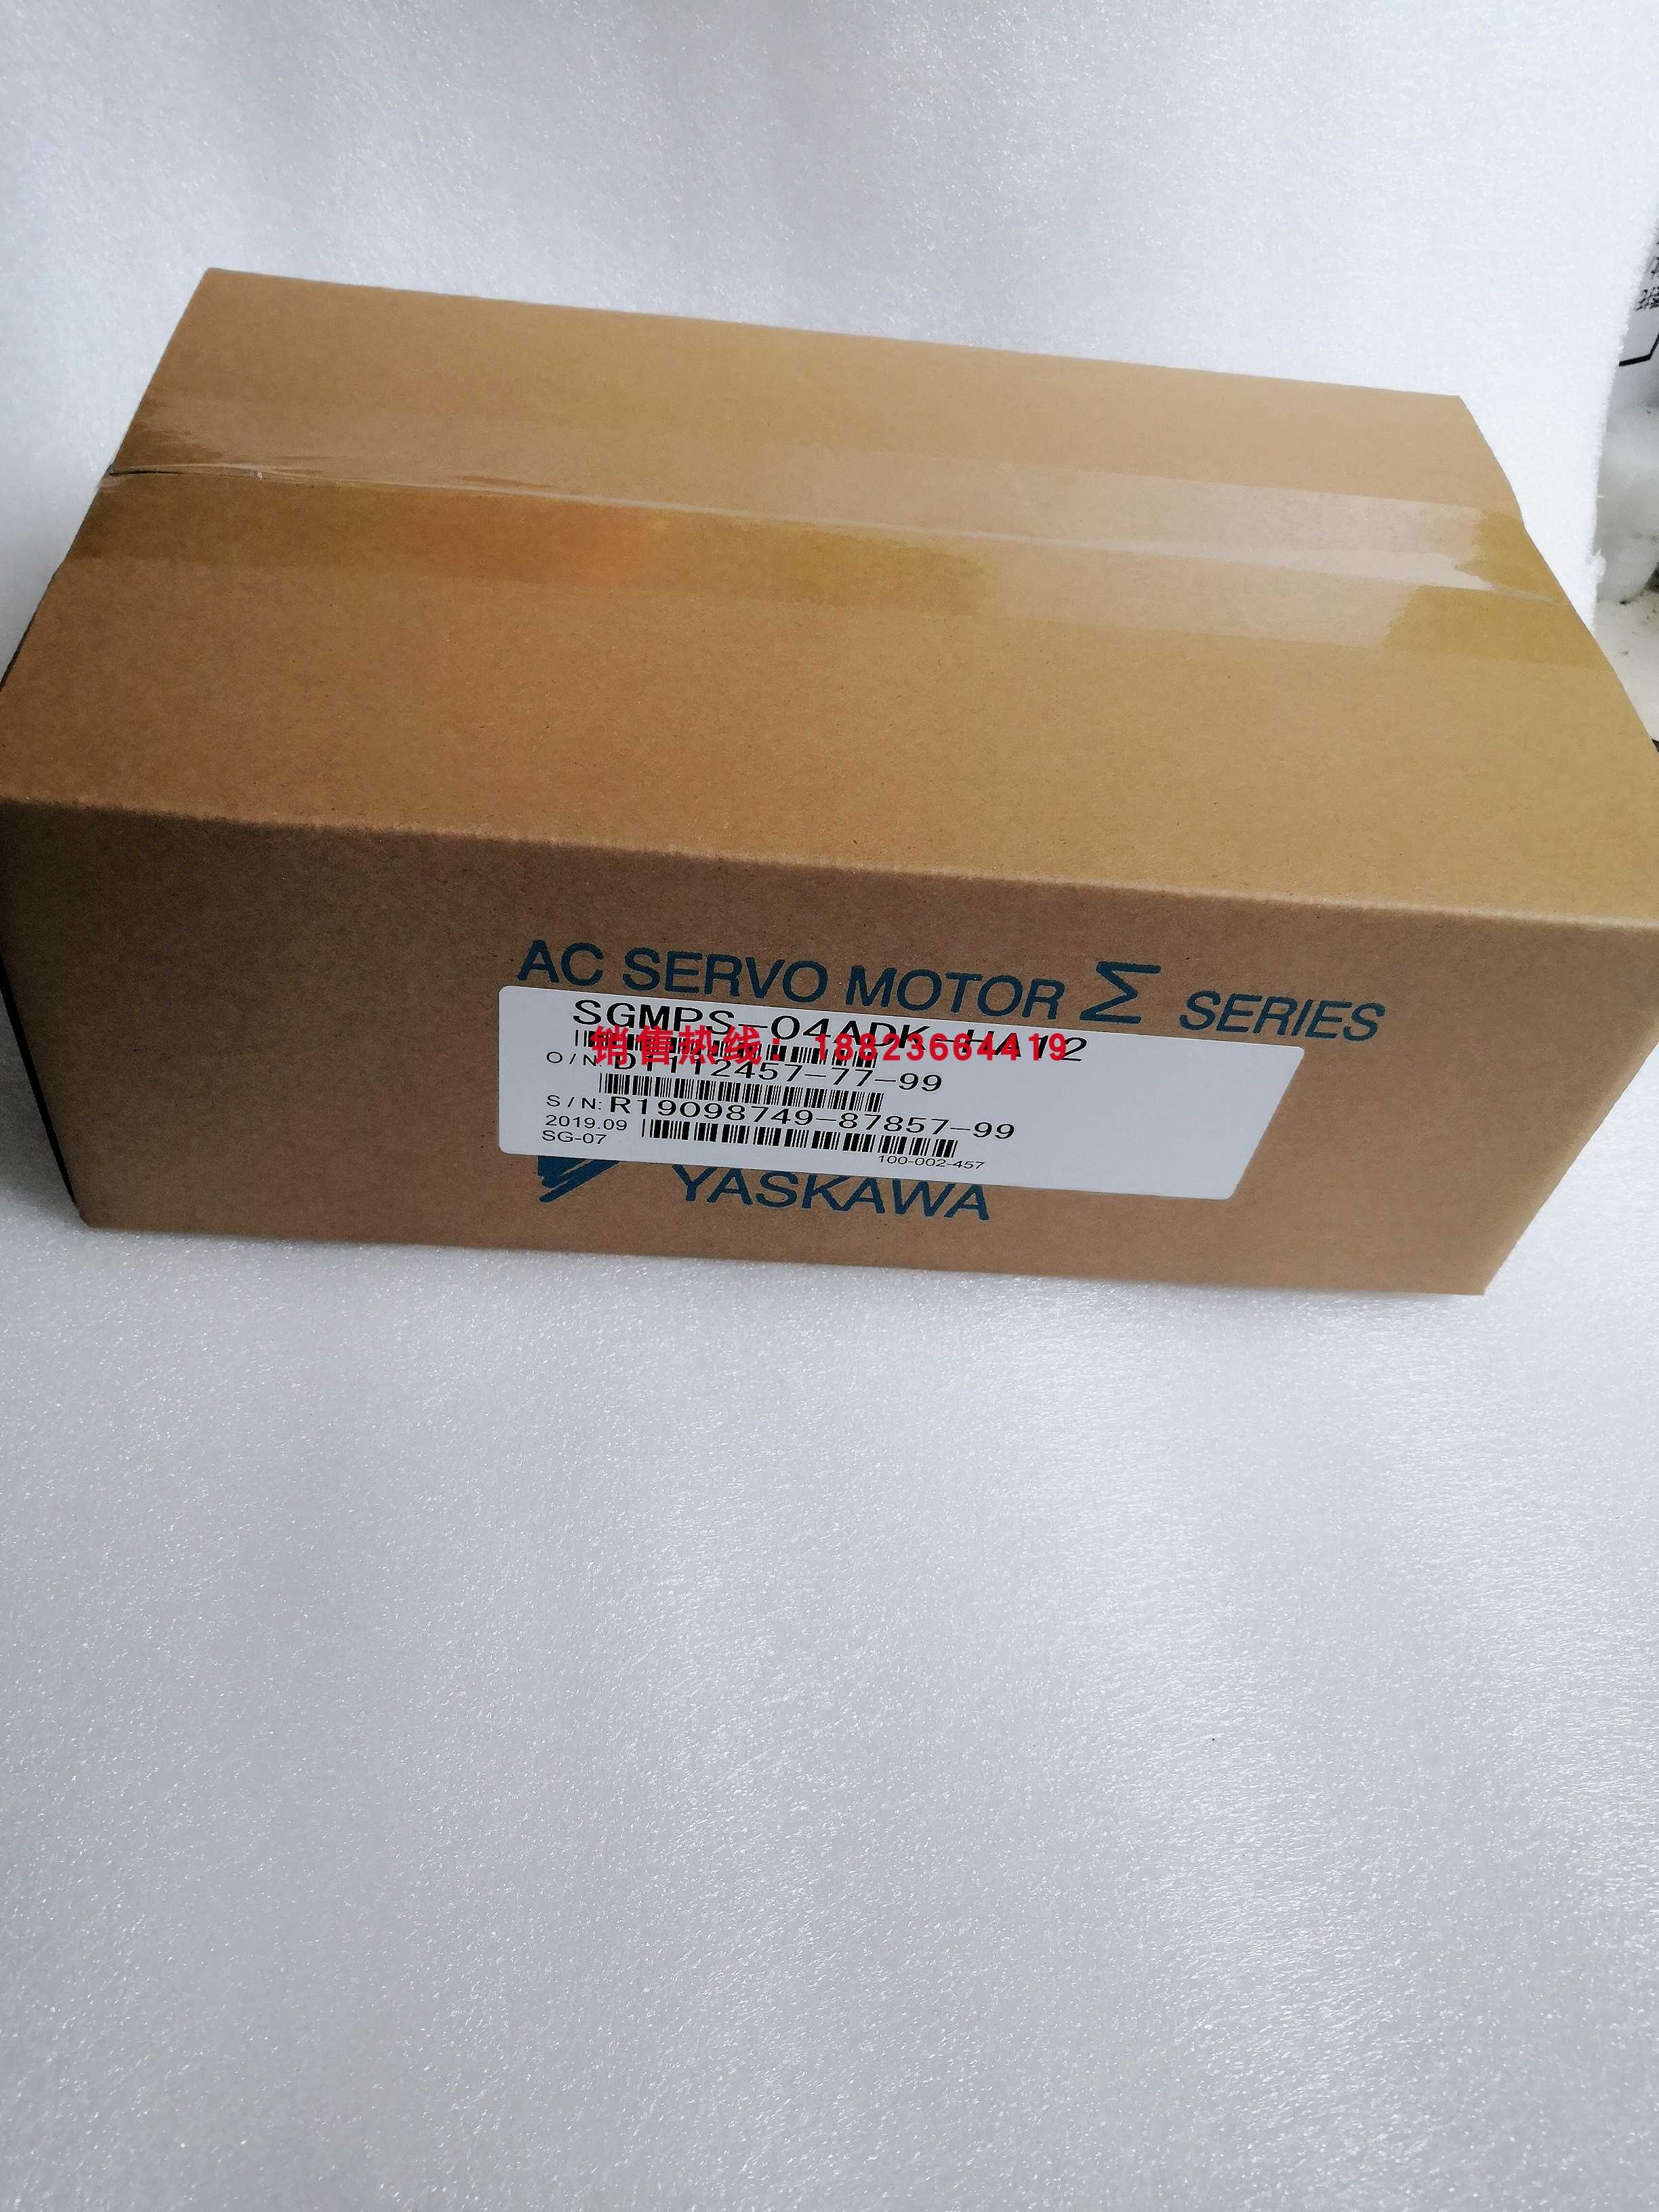 AC SERVO MOTOR Σ SERIES
SGMPS-04ADK-HA12
销售热线：18823664419
O/N: D1112457-77-99
S/N: R19098749-87857-99
2019.09
SG-07
100-002-457
YASKAWA